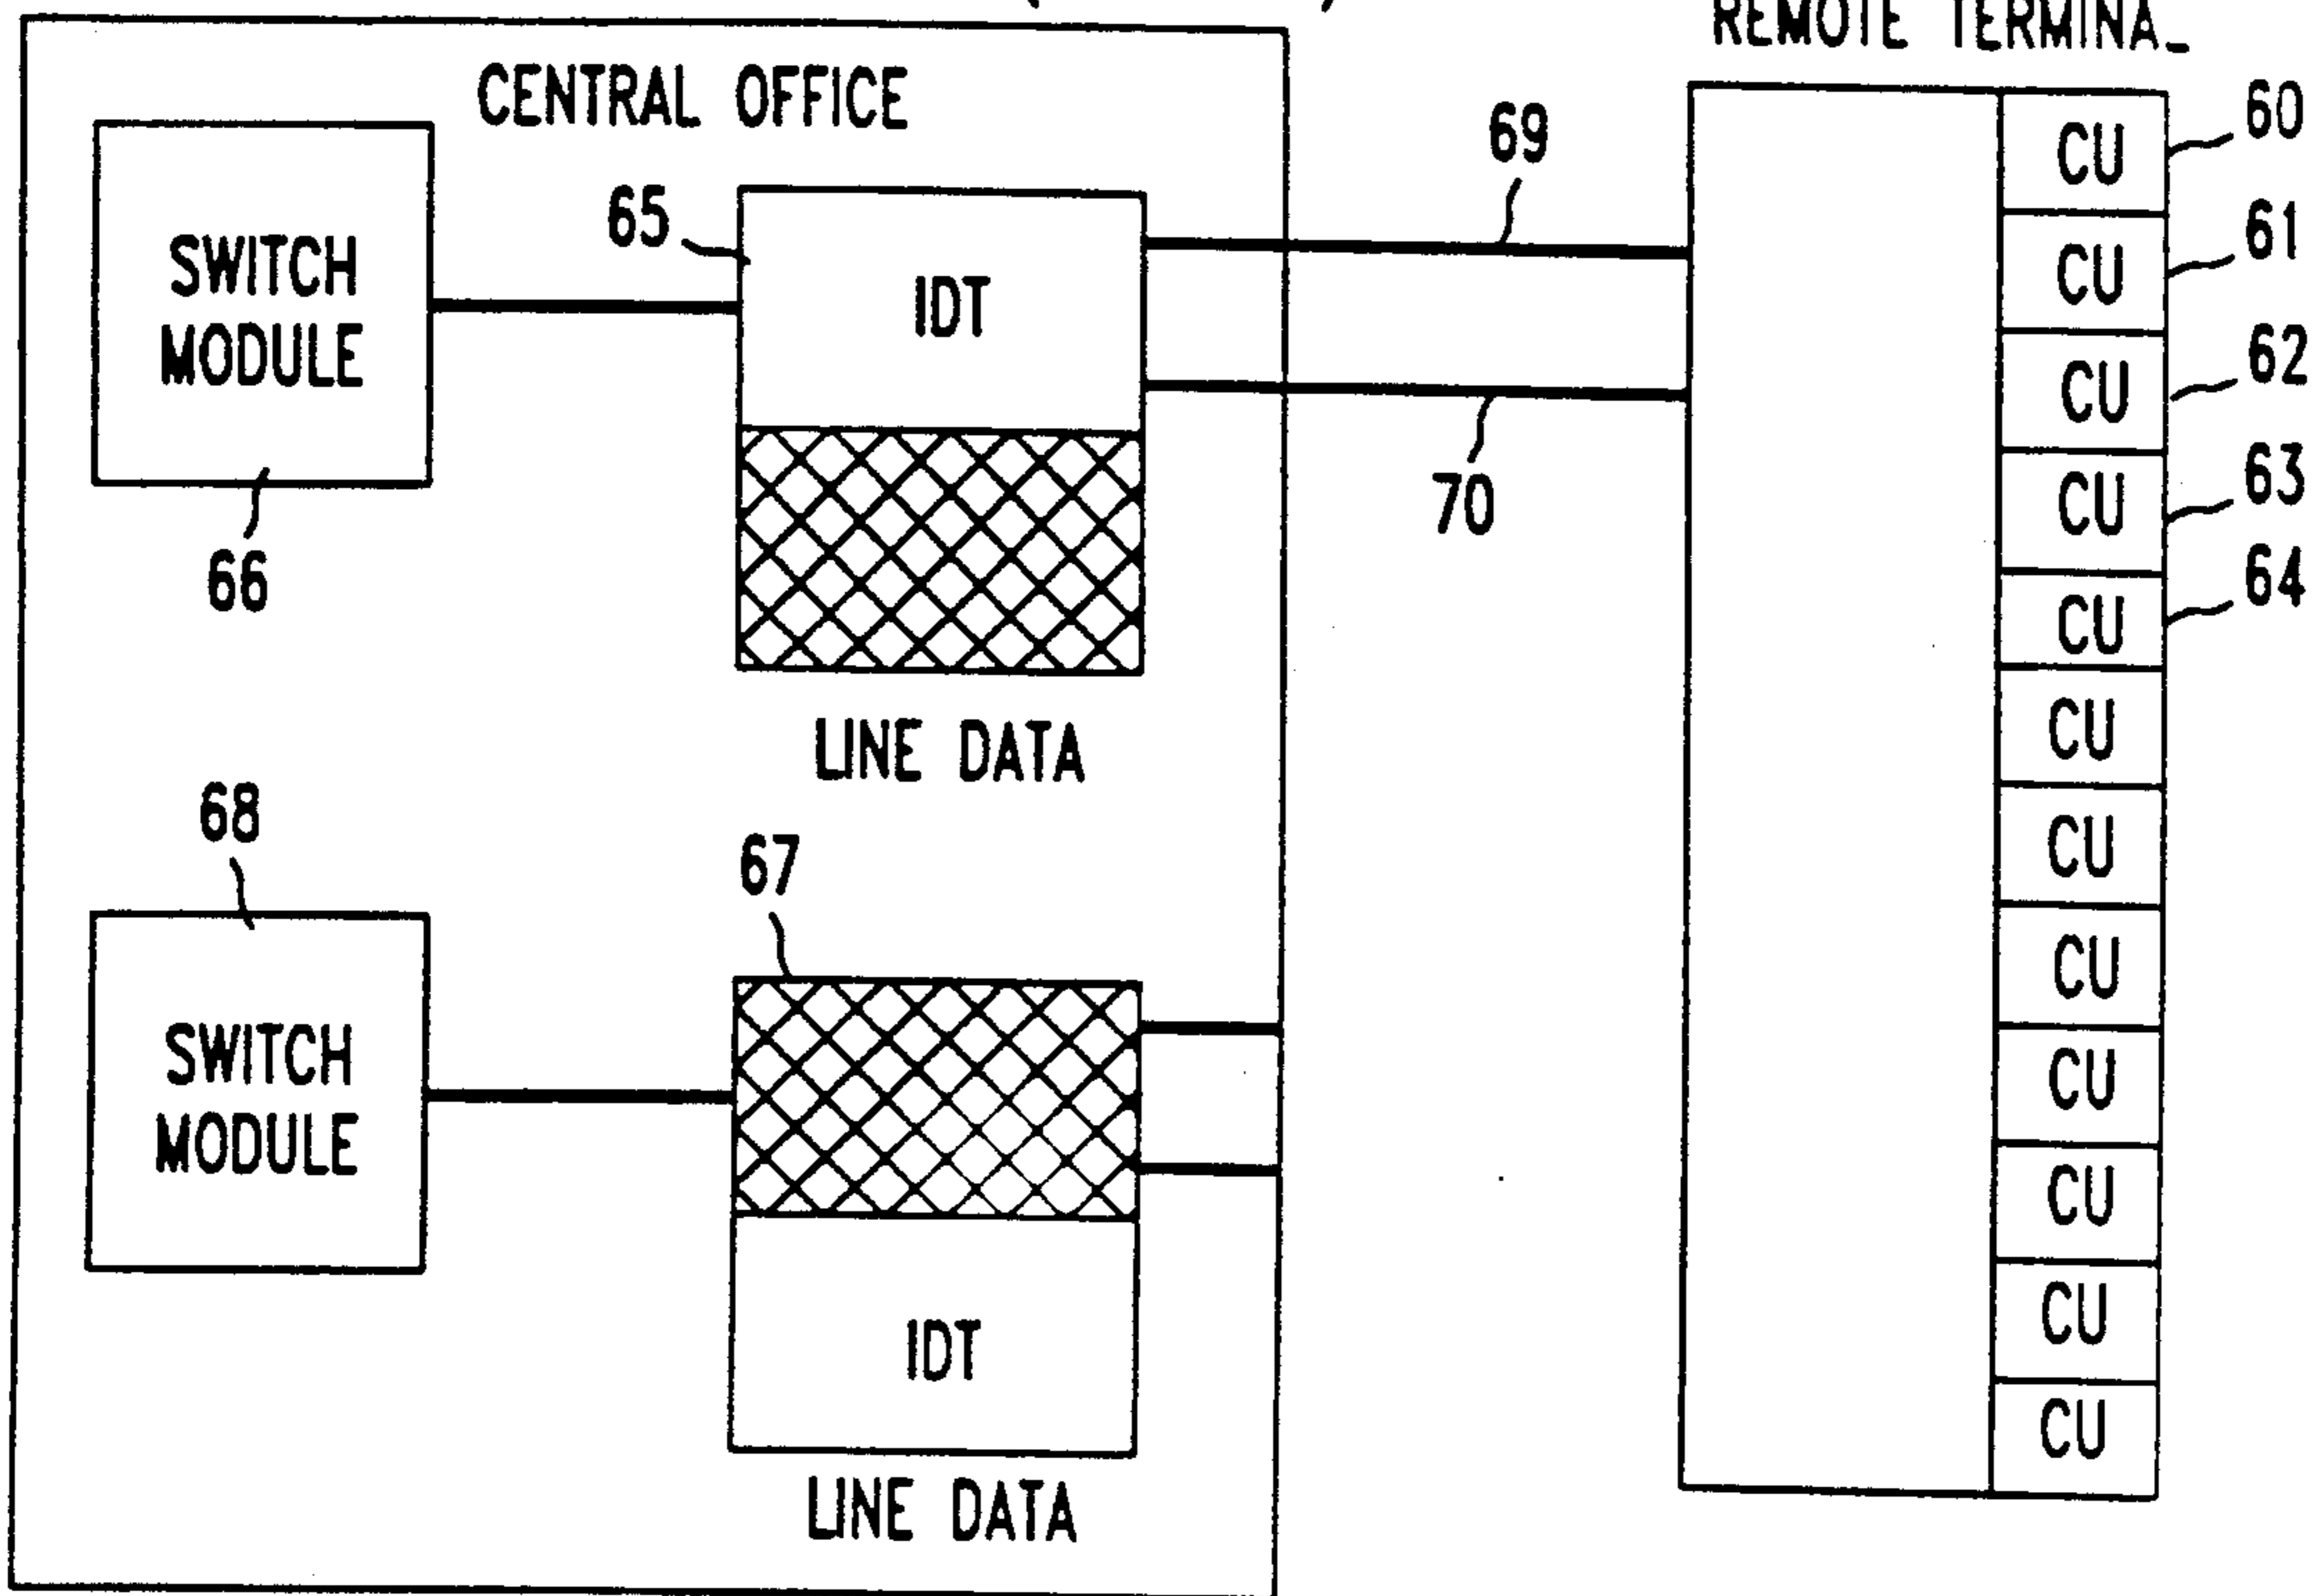 REMOTE TERMINA
CENTRAL OFFICE
SWITCH
MODULE
66
65
IDT
LINE DATA
69
70
68
SWITCH
MODULE
67
IDT
LINE DATA
CU
60
CU
61
CU
62
CU
63
CU
64
CU
CU
CU
CU
CU
CU
CU